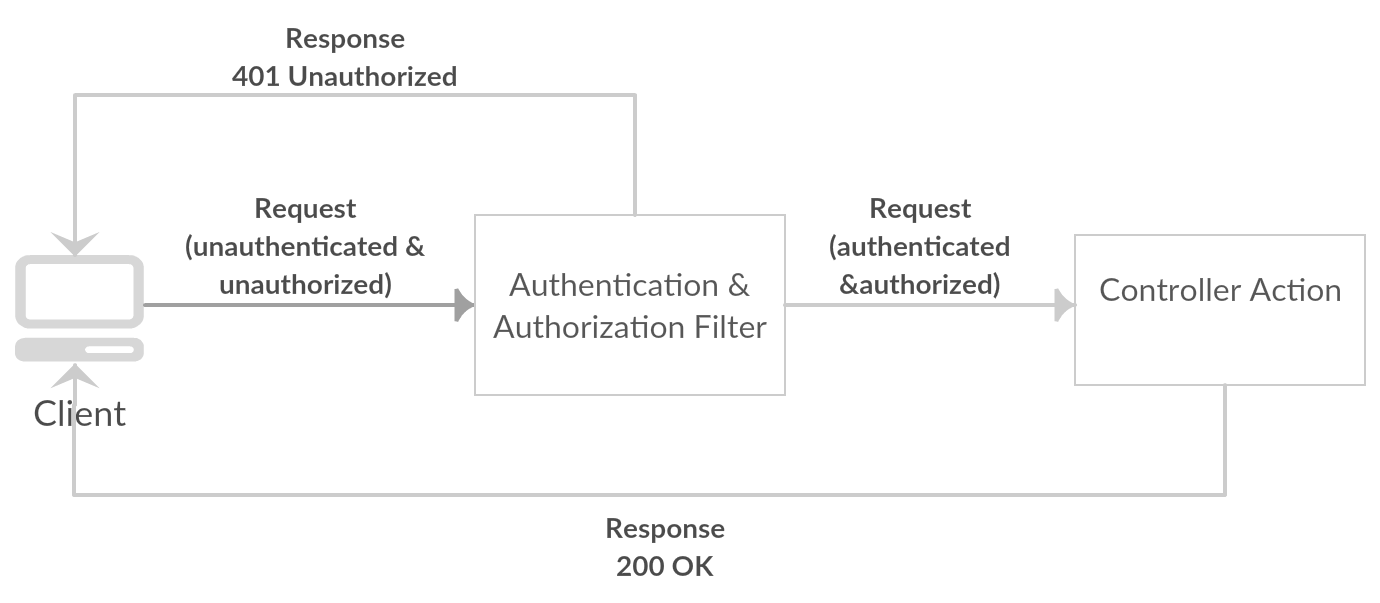 Response
401 Unauthorized
Request
(unauthenticated &
unauthorized)
Authentication &
Authorization Filter
Request
(authenticated
&authorized)
Controller Action
Client
Response
200 OK